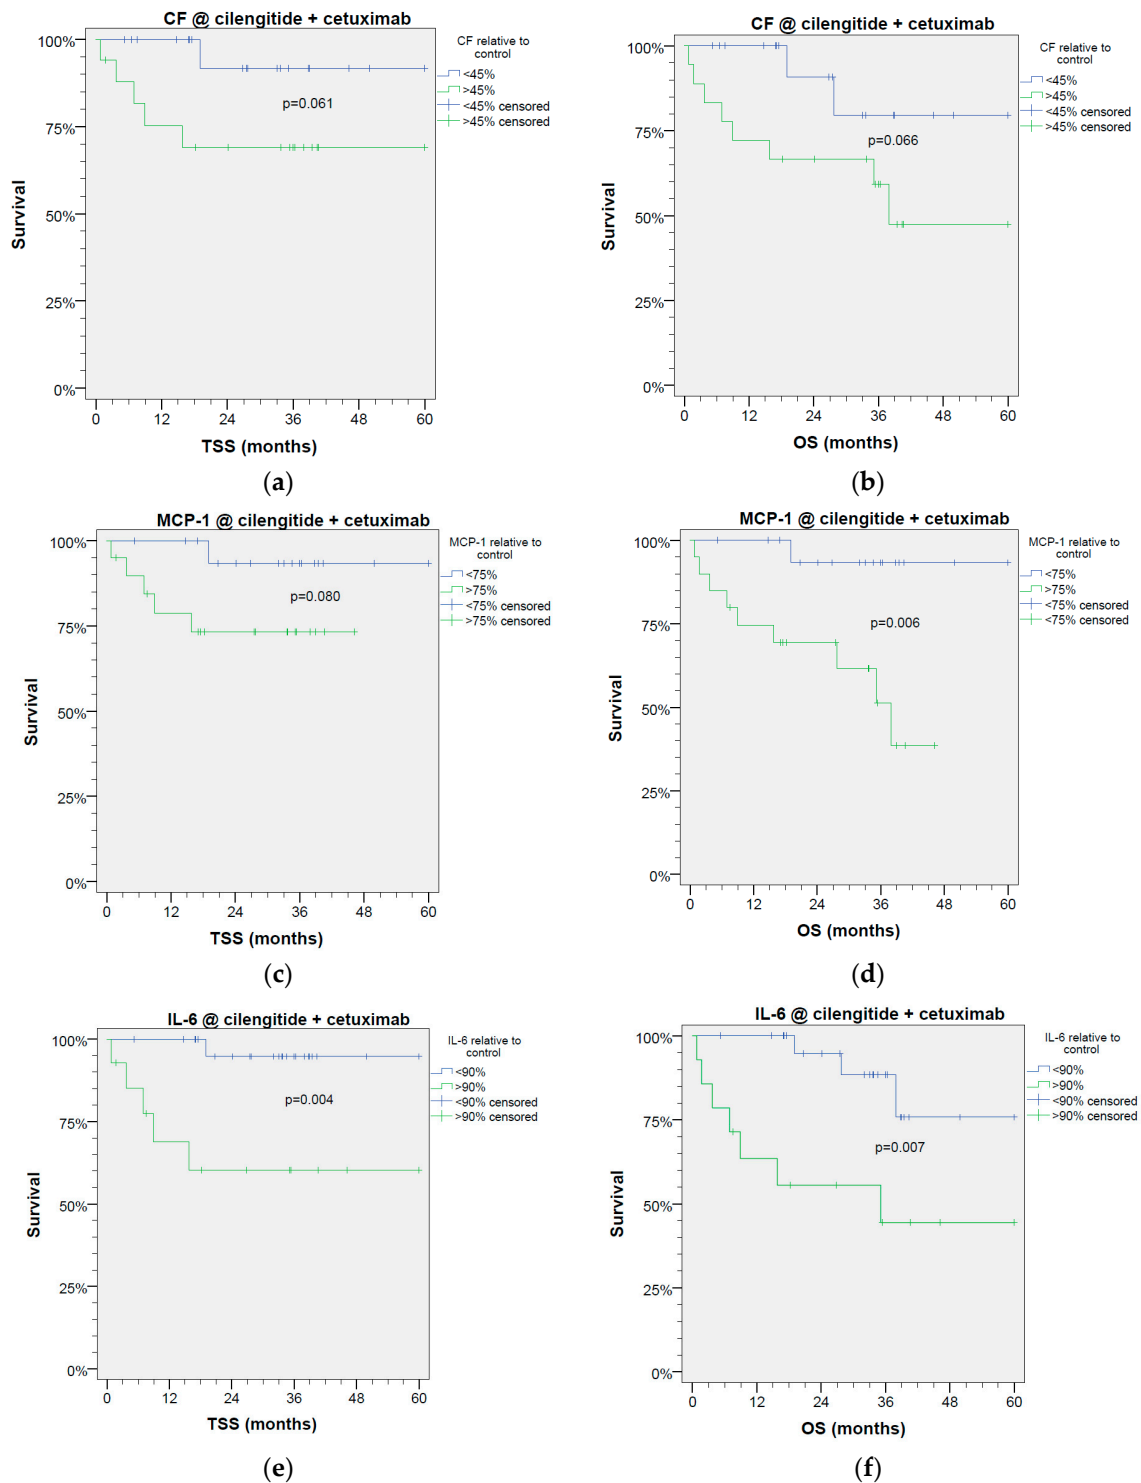 CF @ cilengitide + cetuximab
CF relative to
control
<45%
>45%
<45% censored
>45% censored
100%
75%
50%
25%
0%
p=0.061
Survival
0 12 24 36 48 60
TSS (months)
(a)
CF @ cilengitide + cetuximab
CF relative to
control
<45%
>45%
<45% censored
>45% censored
100%
75%
50%
25%
0%
p=0.066
Survival
0 12 24 36 48 60
OS (months)
(b)
MCP-1 @ cilengitide + cetuximab
MCP-1 relative to
control
<75%
>75%
<75% censored
>75% censored
100%
75%
50%
25%
0%
p=0.080
Survival
0 12 24 36 48 60
TSS (months)
(c)
MCP-1 @ cilengitide + cetuximab
MCP-1 relative to
control
<75%
>75%
<75% censored
<75% censored
100%
75%
50%
25%
0%
p=0.006
Survival
0 12 24 36 48 60
OS (months)
(d)
IL-6 @ cilengitide + cetuximab
IL-6 relative to
control
<90%
>90%
<90% censored
>90% censored
100%
75%
50%
25%
0%
p=0.004
Survival
0 12 24 36 48 60
TSS (months)
(e)
IL-6 @ cilengitide + cetuximab
IL-6 relative to
control
<90%
>90%
<90% censored
>90% censored
100%
75%
50%
25%
0%
p=0.007
Survival
0 12 24 36 48 60
OS (months)
(f)